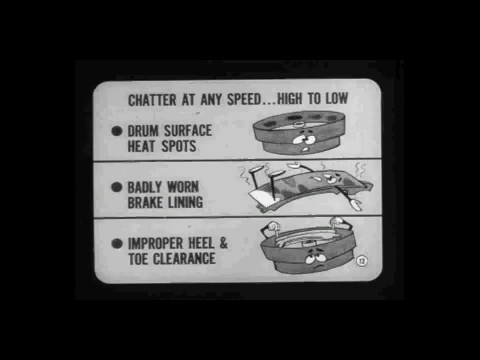 CHATTER AT ANY SPEED...HIGH TO LOW
DRUM SURFACE
HEAT SPOTS
BADLY WORN
BRAKE LINING
IMPROPER HEEL &
TOE CLEARANCE
13